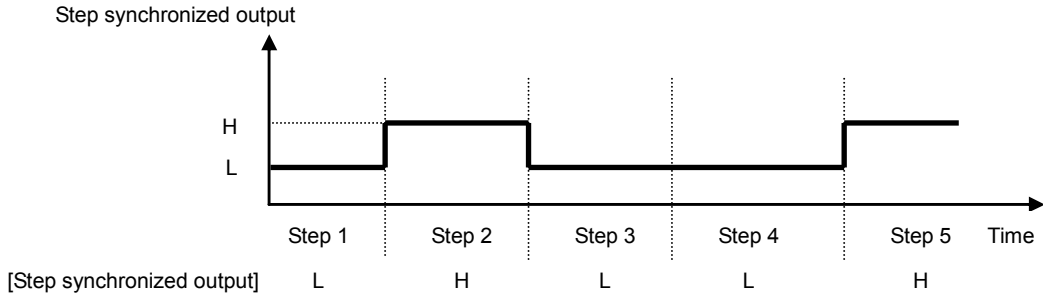 Step synchronized output
H
L
Step 1 Step 2 Step 3 Step 4 Step 5 Time
[Step synchronized output] L H L L H